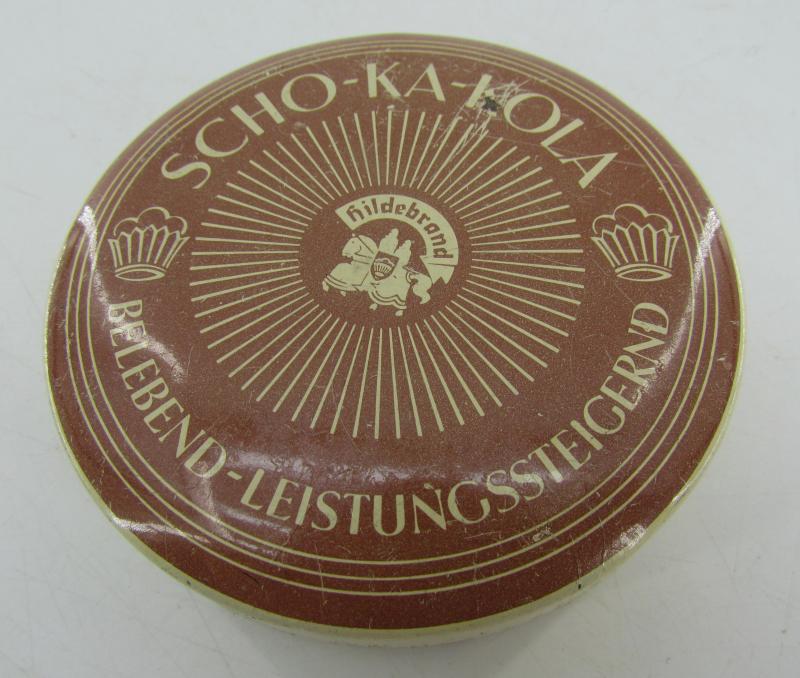 SCHO-KA-KOLA
hildebrand
BELEBEND-LEISTUNGSSTEIGERND